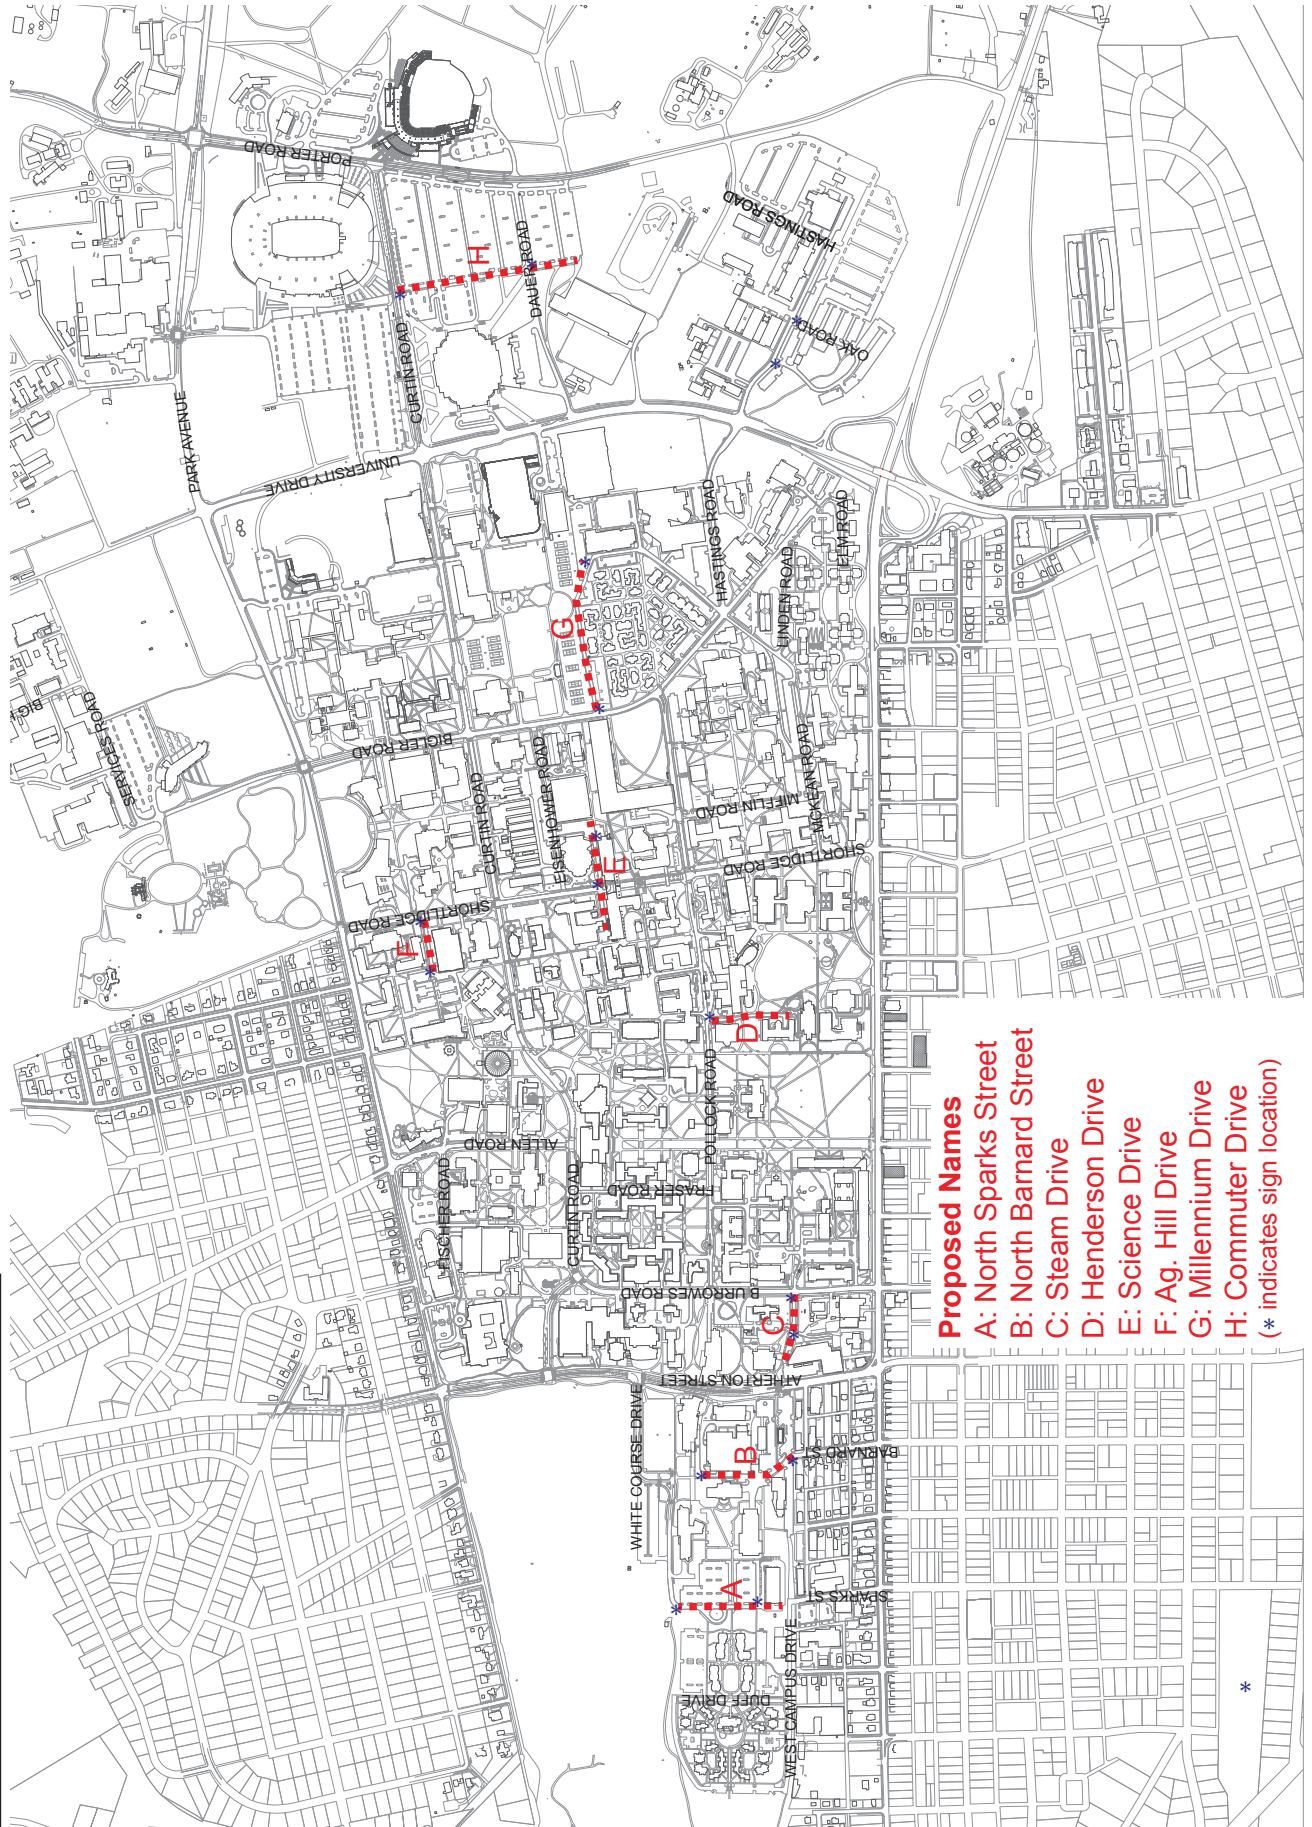 PORTER ROAD
PARK AVENUE
UNIVERSITY DRIVE
CURTIN ROAD
H
DAUER ROAD
HASTINGS ROAD
OAK ROAD
HASTINGS ROAD
LINDEN ROAD
ELM ROAD
G
SERVICES ROAD
BIGLER ROAD
CURTIN ROAD
EISENHOWER ROAD
MIFFLIN ROAD
MCKEAN ROAD
E
SHORTLIDGE ROAD
SHORTLIDGE ROAD
F
D
POLLOCK ROAD
ALLEN ROAD
FISCHER ROAD
CURTIN ROAD
FRASER ROAD
BURROWES ROAD
C
ATHERTON STREET
WHITE COURSE DRIVE
B
BARNARD ST
A
SPARKS ST
DUFF DRIVE
WEST CAMPUS DRIVE
Proposed Names
A: North Sparks Street
B: North Barnard Street
C: Steam Drive
D: Henderson Drive
E: Science Drive
F: Ag. Hill Drive
G: Millennium Drive
H: Commuter Drive
(* indicates sign location)